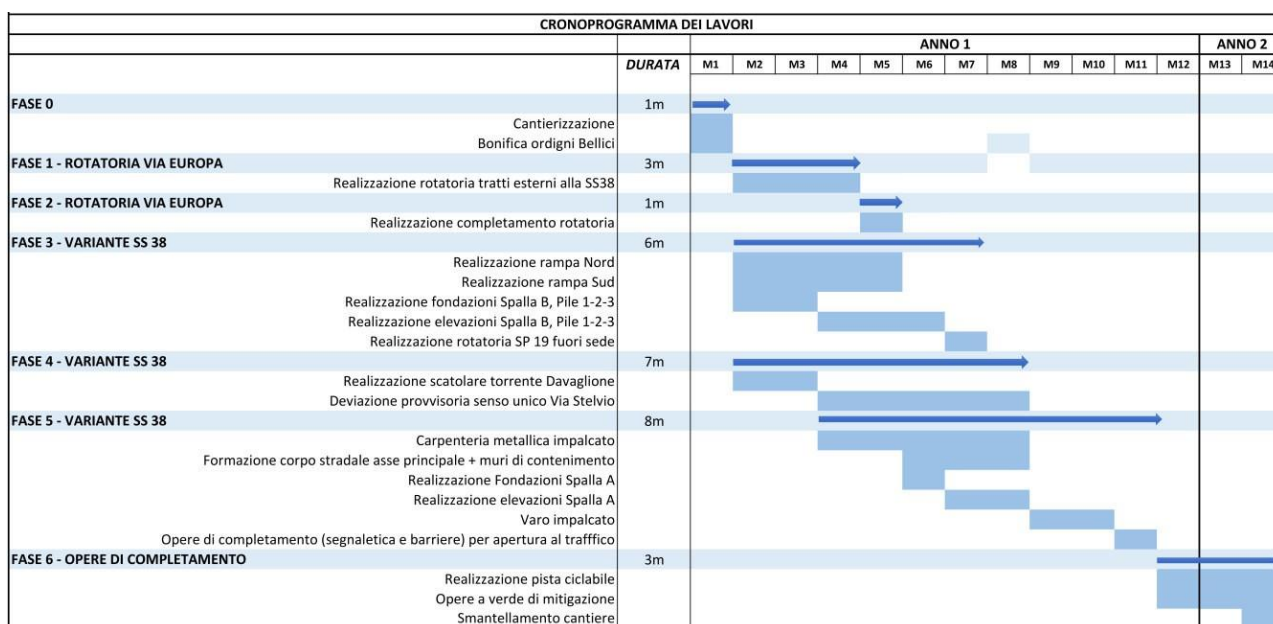 CRONOPROGRAMMA DEI LAVORI
ANNO 1 ANNO 2
DURATA M1 M2 M3 M4 M5 M6 M7 M8 M9 M10 M11 M12 M13 M14
FASE 0 1m
Cantierizzazione
Bonifica ordigni Bellici
FASE 1 - ROTATORIA VIA EUROPA 3m
Realizzazione rotatoria tratti esterni alla SS38
FASE 2 - ROTATORIA VIA EUROPA 1m
Realizzazione completamento rotatoria
FASE 3 - VARIANTE SS 38 6m
Realizzazione rampa Nord
Realizzazione rampa Sud
Realizzazione fondazioni Spalla B, Pile 1-2-3
Realizzazione elevazioni Spalla B, Pile 1-2-3
Realizzazione rotatoria SP 19 fuori sede
FASE 4 - VARIANTE SS 38 7m
Realizzazione scatolare torrente Davaglione
Deviazione provvisoria senso unico Via Stelvio
FASE 5 - VARIANTE SS 38 8m
Carpenteria metallica impalcato
Formazione corpo stradale asse principale + muri di contenimento
Realizzazione Fondazioni Spalla A
Realizzazione elevazioni Spalla A
Varo impalcato
Opere di completamento (segnaletica e barriere) per apertura al trafffico
FASE 6 - OPERE DI COMPLETAMENTO 3m
Realizzazione pista ciclabile
Opere a verde di mitigazione
Smantellamento cantiere